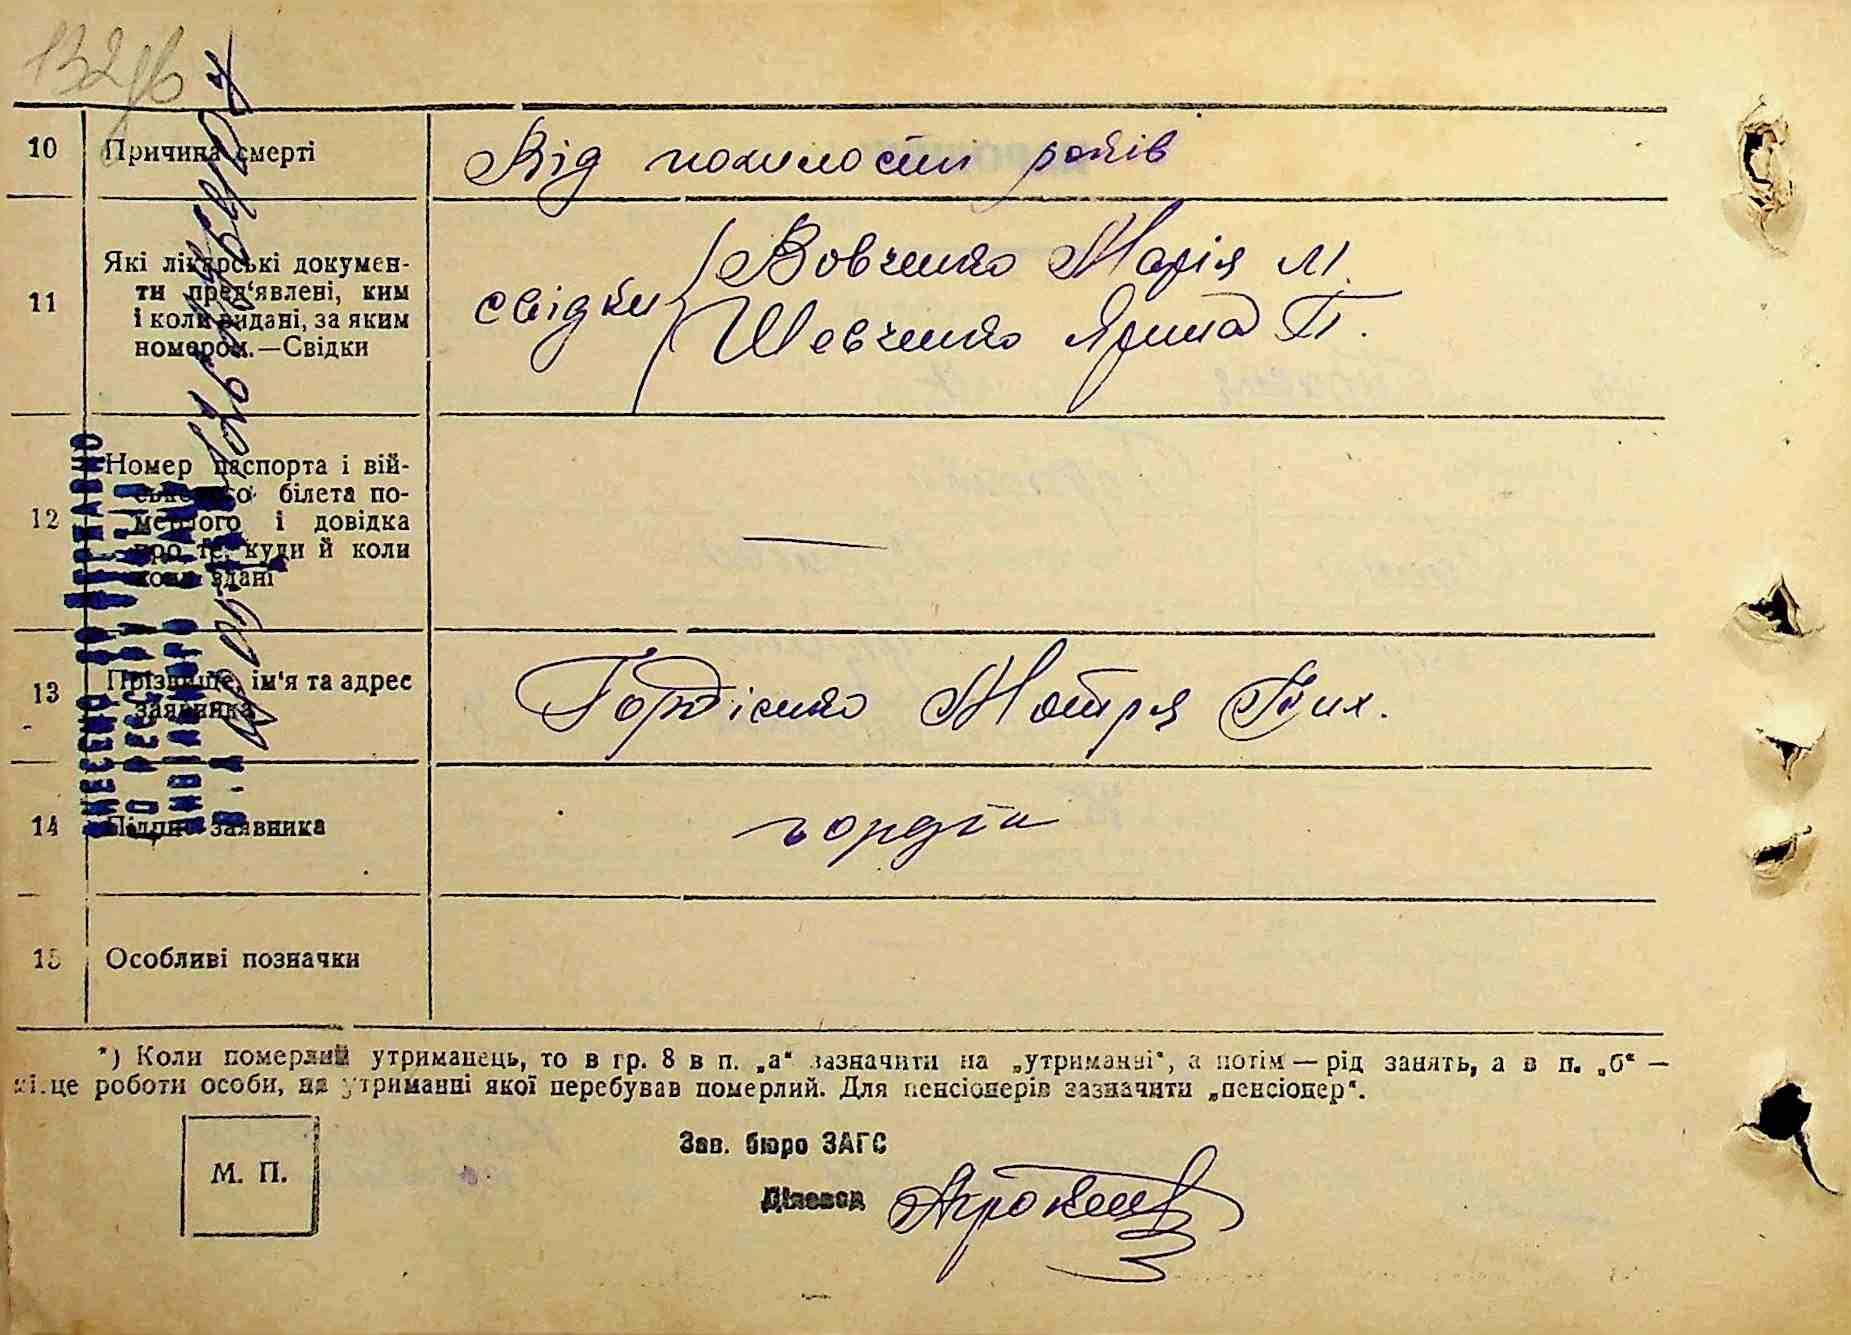 132
10 Причина смерті Від похилости років
11 Які лікарські докумен-
ти пред'явлені, ким
і коли видані, за яким
номером.—Свідки
свідки Вовченко Марія М.
Шевченко Ярина П.
12 Номер паспорта і вій-
ськового білета по-
мерлого і довідка
про те, куди й коли
вони здані —
13 Прізвище, ім'я та адрес
заявника
Гордієнко Мотря Тих.
14 Підпис заявника
15 Особливі позначки
*) Коли померлий утриманець, то в гр. 8 в п. „а“ зазначити на „утриманні“, а потім — рід занять, а в п. „б“ —
місце роботи особи, на утриманні якої перебував померлий. Для пенсіонерів зазначити „пенсіонер“.
М. П.
Зав. бюро ЗАГС
Діловод